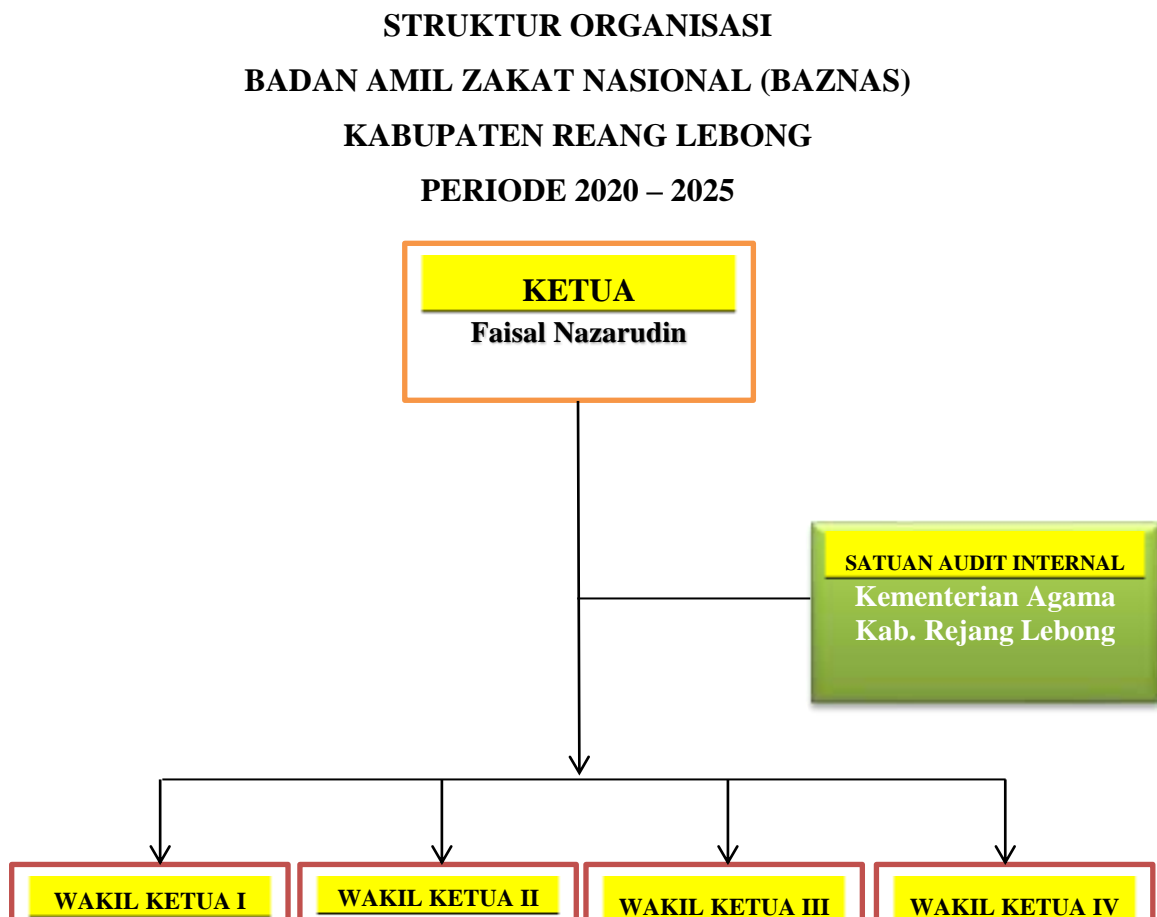 STRUKTUR ORGANISASI
BADAN AMIL ZAKAT NASIONAL (BAZNAS)
KABUPATEN REANG LEBONG
PERIODE 2020 – 2025
KETUA
Faisal Nazarudin
SATUAN AUDIT INTERNAL
Kementerian Agama
Kab. Rejang Lebong
WAKIL KETUA I
WAKIL KETUA II
WAKIL KETUA III
WAKIL KETUA IV